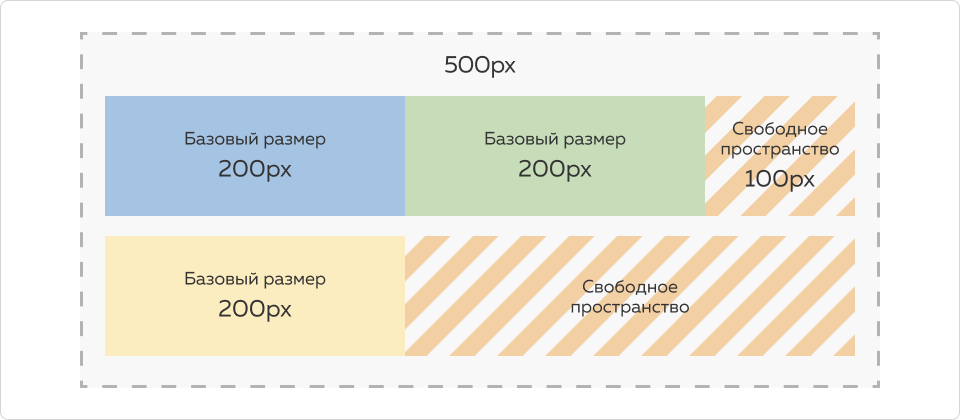 500px
Базовый размер
200px
Базовый размер
200px
Свободное
пространство
100px
Базовый размер
200px
Свободное
пространство